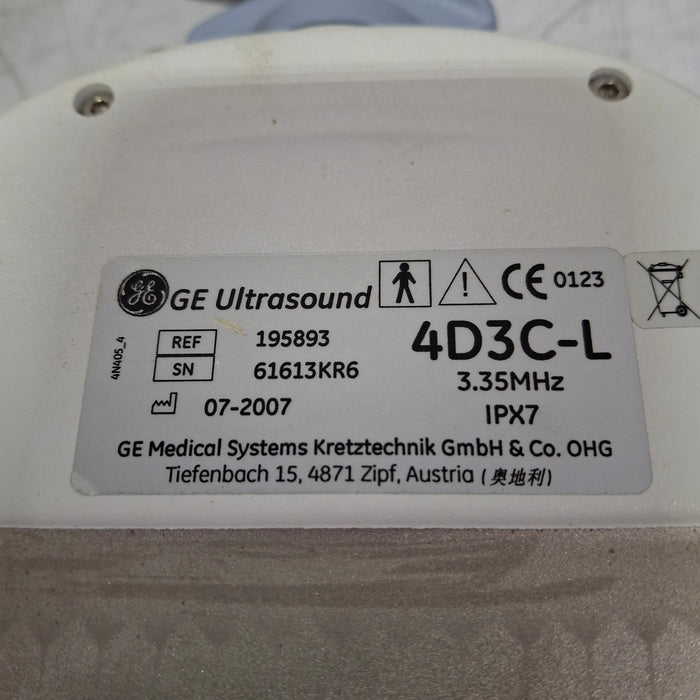 GE
GE Ultrasound
CE 0123
REF 195893
4D3C-L
SN 61613KR6
3.35MHz
07-2007
IPX7
GE Medical Systems Kretztechnik GmbH & Co. OHG
Tiefenbach 15, 4871 Zipf, Austria (奥地利)
4N405_4